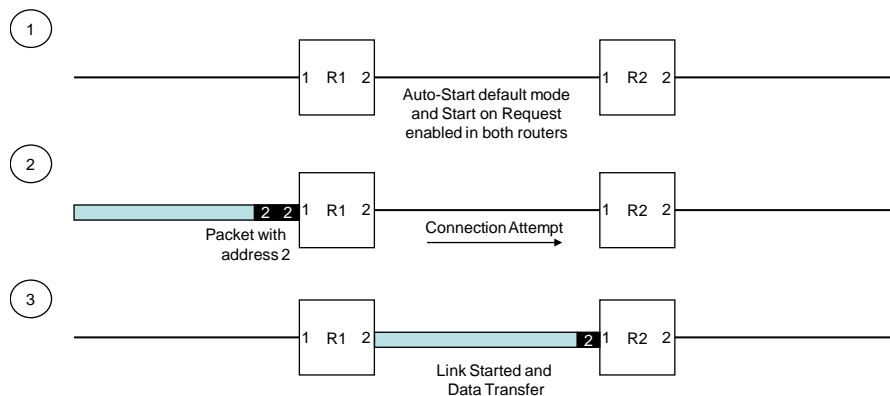 1
1 R1 2
1 R2 2
Auto-Start default mode
and Start on Request
enabled in both routers
2
2 2
1 R1 2
1 R2 2
Packet with
address 2
Connection Attempt
3
1 R1 2
2
1 R2 2
Link Started and
Data Transfer